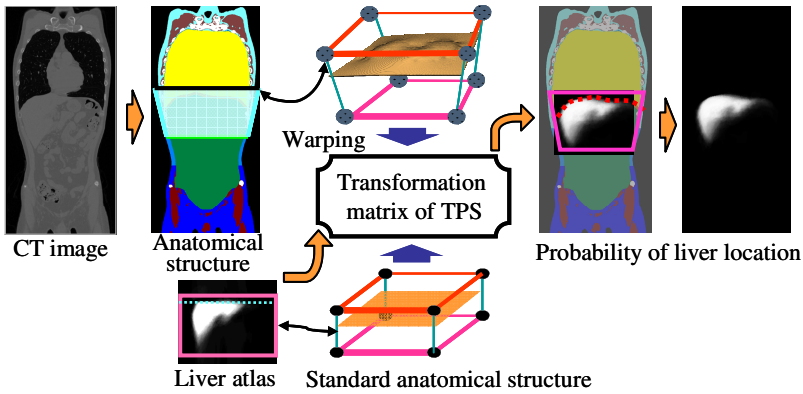 CT image
Anatomical
structure
Warping
Transformation
matrix of TPS
Probability of liver location
Liver atlas
Standard anatomical structure